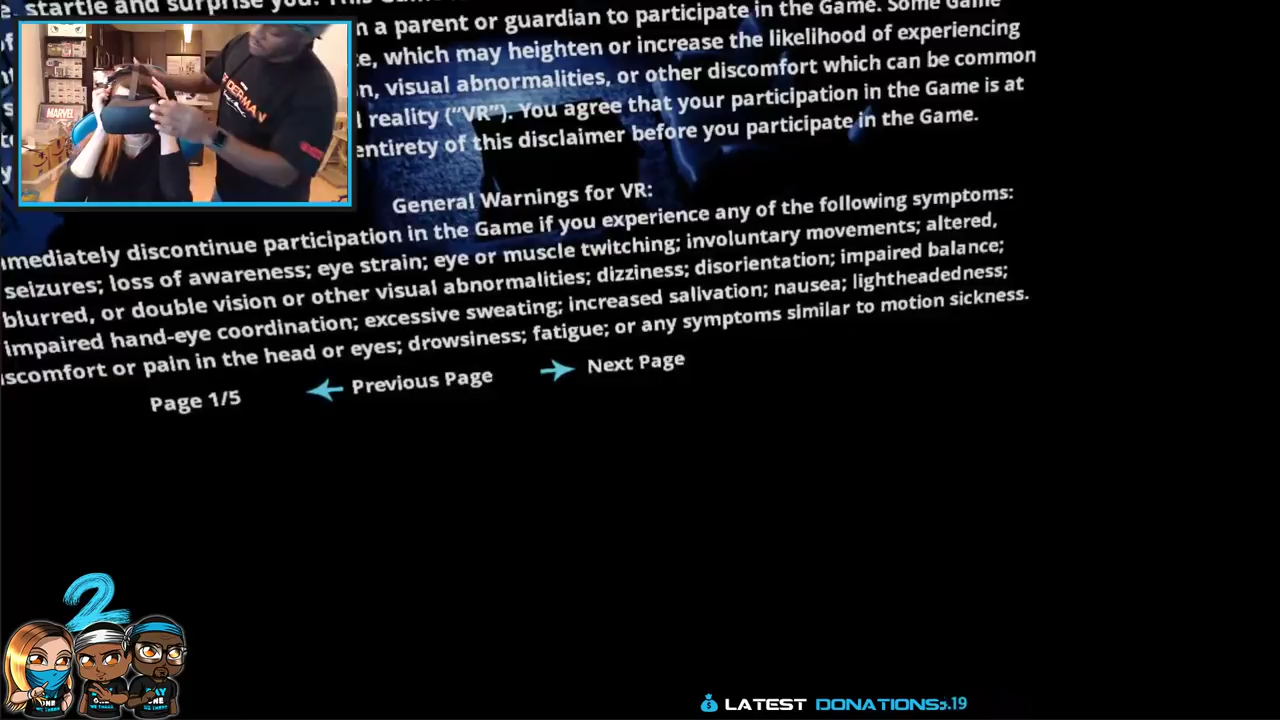 startle and surprise you. This
n a parent or guardian to participate in the Game. Some Game
e, which may heighten or increase the likelihood of experiencing
n, visual abnormalities, or other discomfort which can be common
l reality (“VR”). You agree that your participation in the Game is at
entirety of this disclaimer before you participate in the Game.
MARVEL
General Warnings for VR:
mmediately discontinue participation in the Game if you experience any of the following symptoms:
seizures; loss of awareness; eye strain; eye or muscle twitching; involuntary movements; altered,
blurred, or double vision or other visual abnormalities; dizziness; disorientation; impaired balance;
impaired hand-eye coordination; excessive sweating; increased salivation; nausea; lightheadedness;
iscomfort or pain in the head or eyes; drowsiness; fatigue; or any symptoms similar to motion sickness.
Page 1/5 Previous Page Next Page
2
LATEST DONATIONS: .19